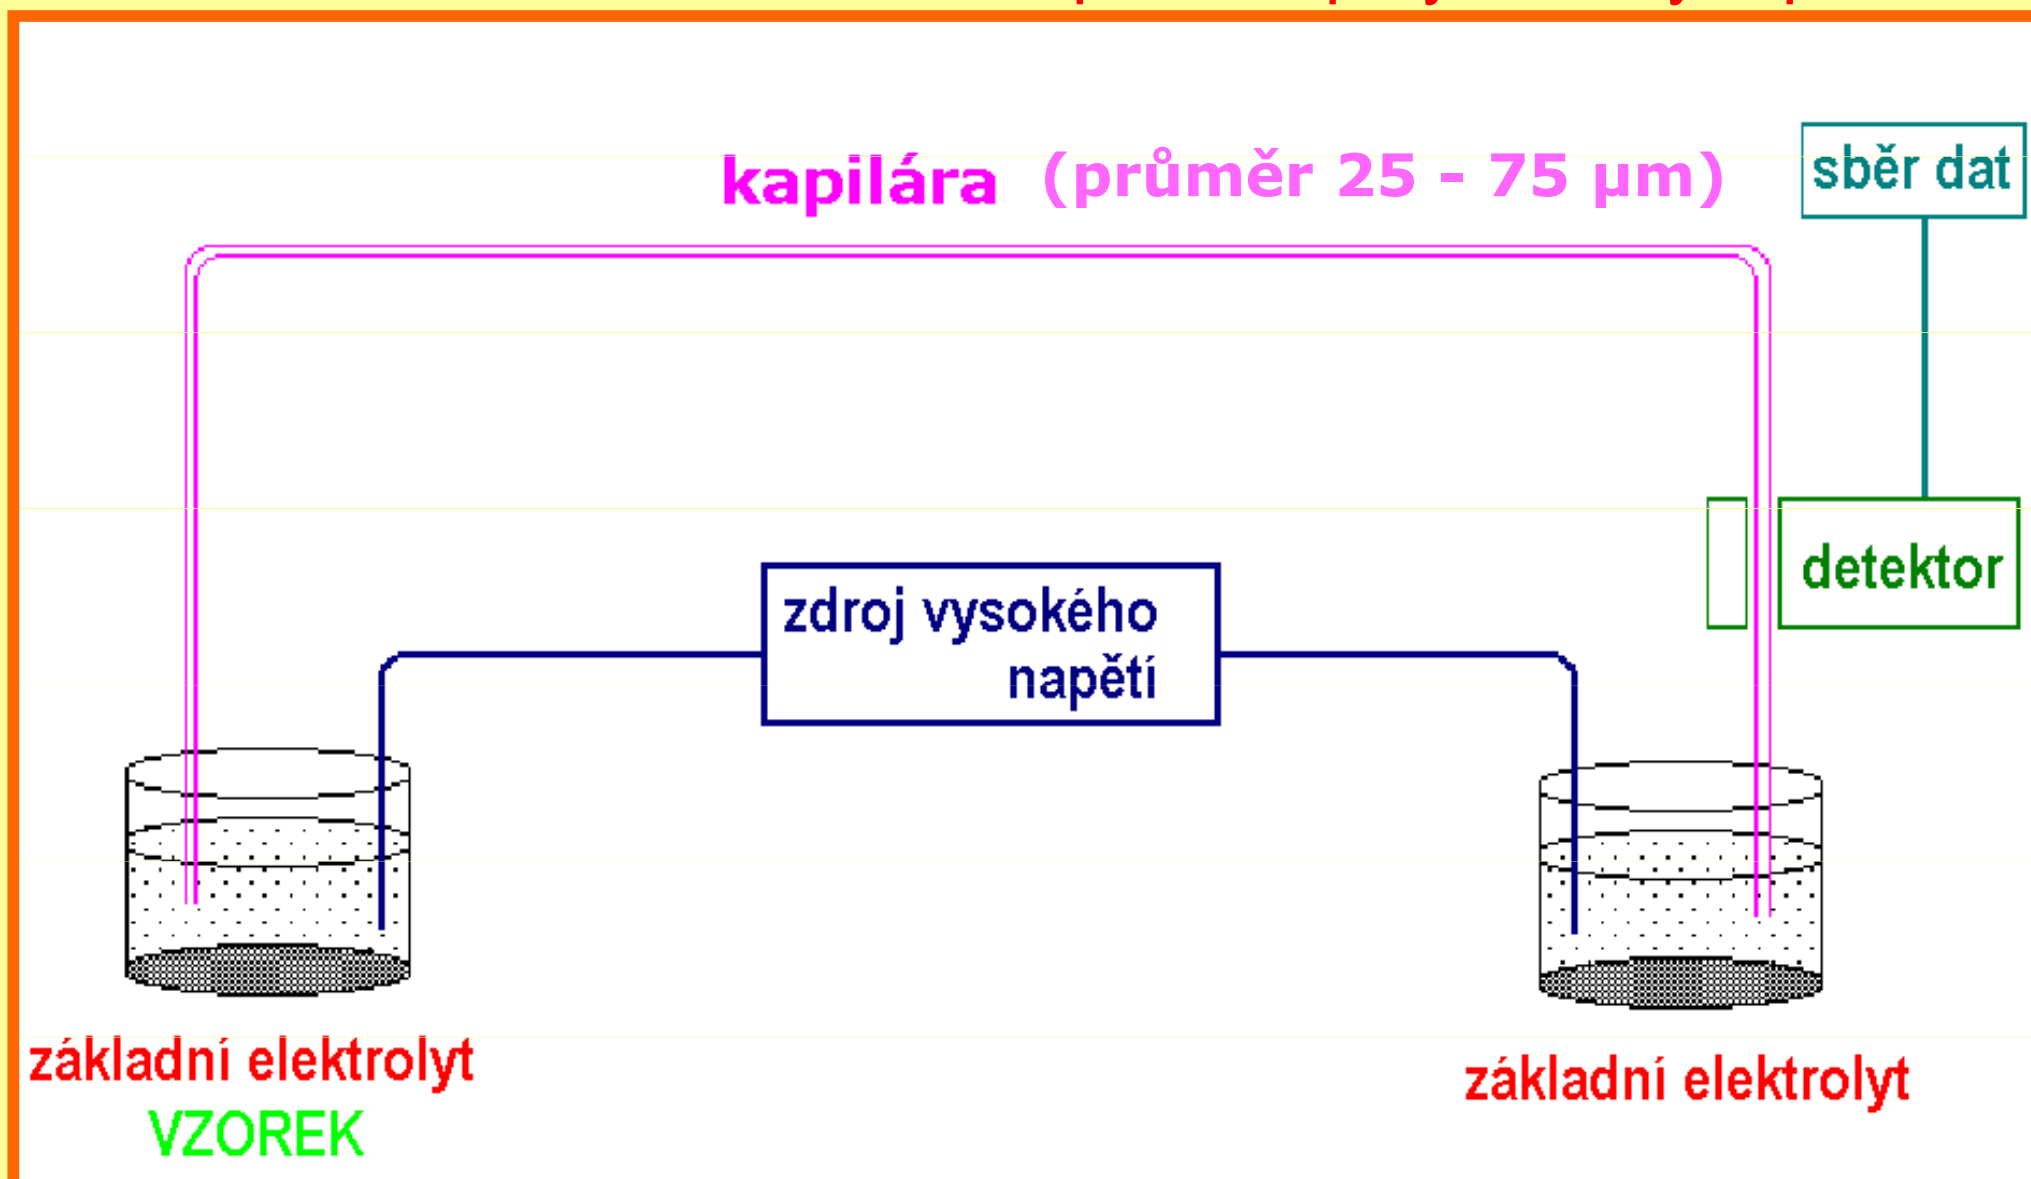 kapilára (průměr 25 - 75 µm)
sběr dat
detektor
zdroj vysokého
napětí
základní elektrolyt
VZOREK
základní elektrolyt